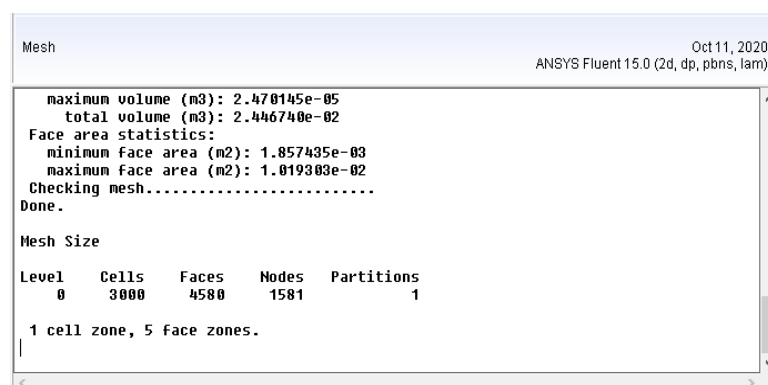 Mesh
Oct 11, 2020
ANSYS Fluent 15.0 (2d, dp, pbns, lam)
maximum volume (m3): 2.470145e-05
total volume (m3): 2.446740e-02
Face area statistics:
minimum face area (m2): 1.857435e-03
maximum face area (m2): 1.019303e-02
Checking mesh..........................
Done.
Mesh Size
Level Cells Faces Nodes Partitions
0 3000 4580 1581 1
1 cell zone, 5 face zones.